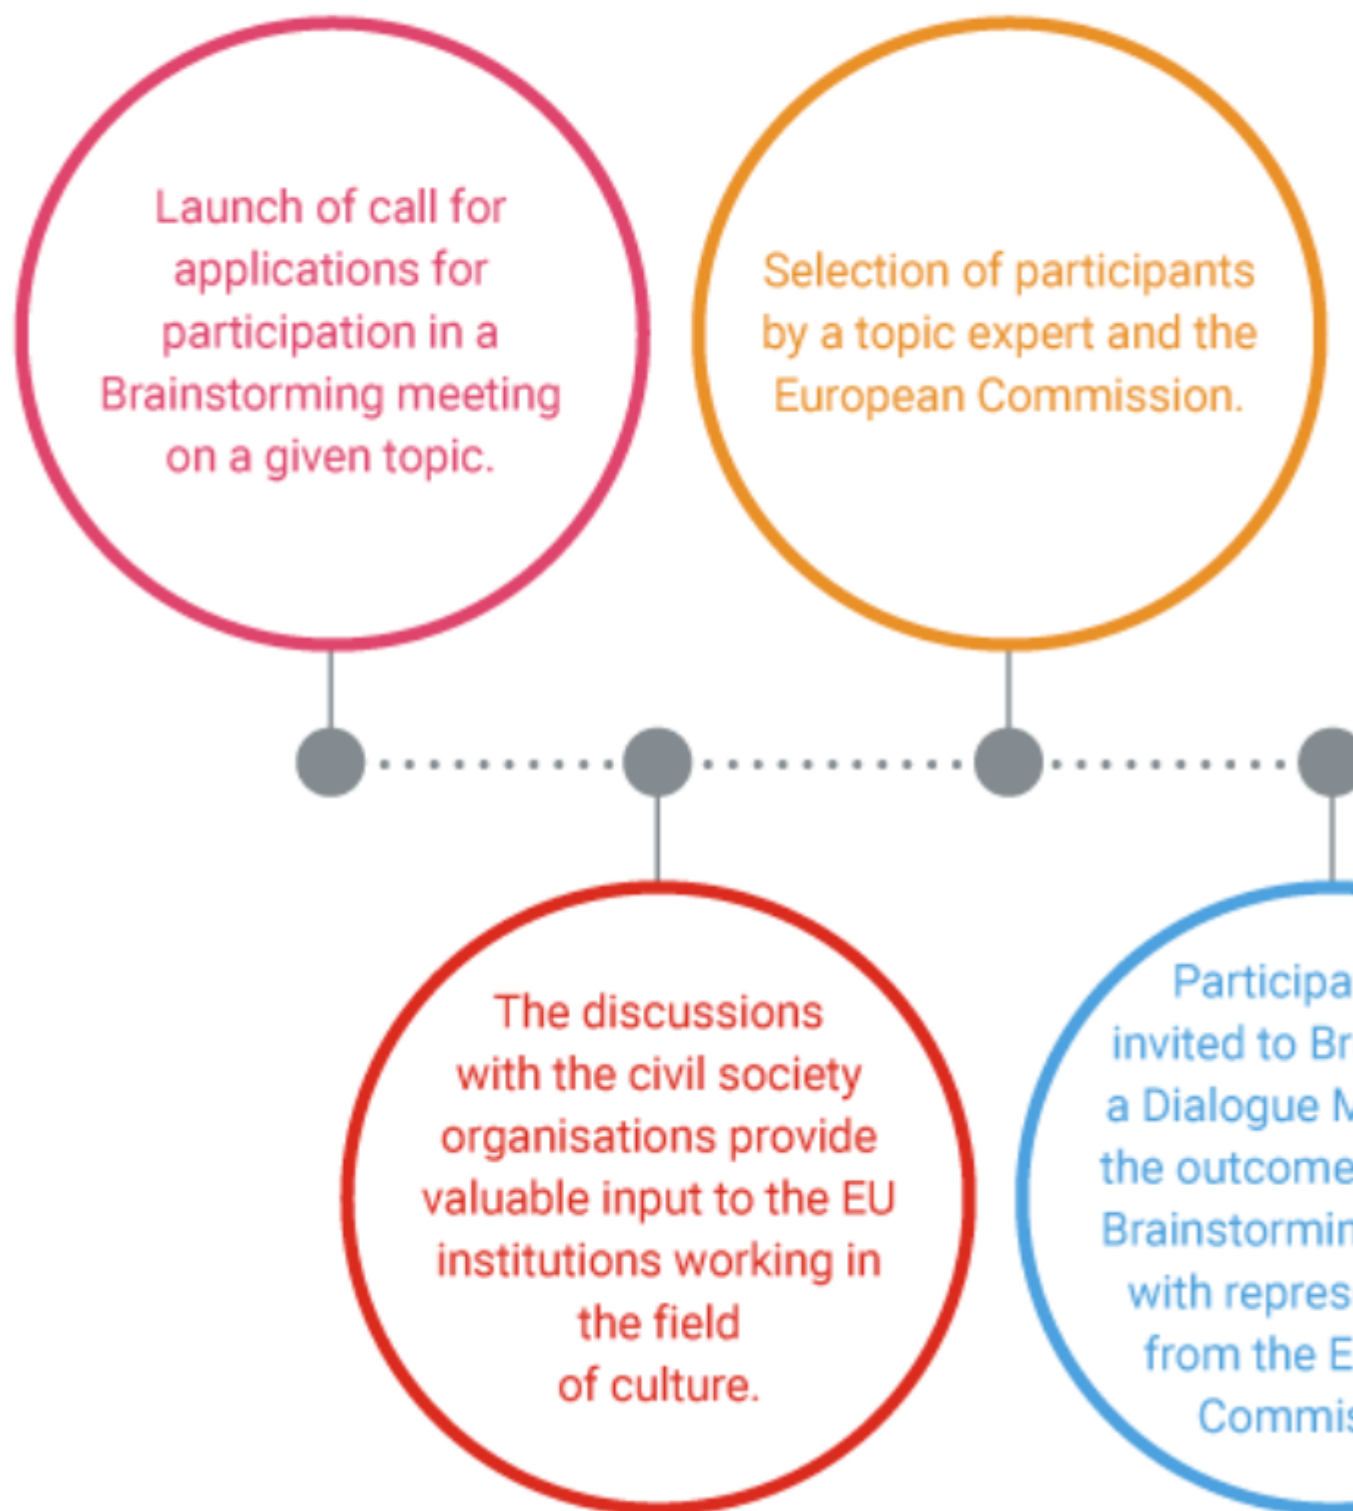 Launch of call for
applications for
participation in a
Brainstorming meeting
on a given topic.
Selection of participants
by a topic expert and the
European Commission.
The discussions
with the civil society
organisations provide
valuable input to the EU
institutions working in
the field
of culture.
invited to
a Dialogue
the outcome
with
from the